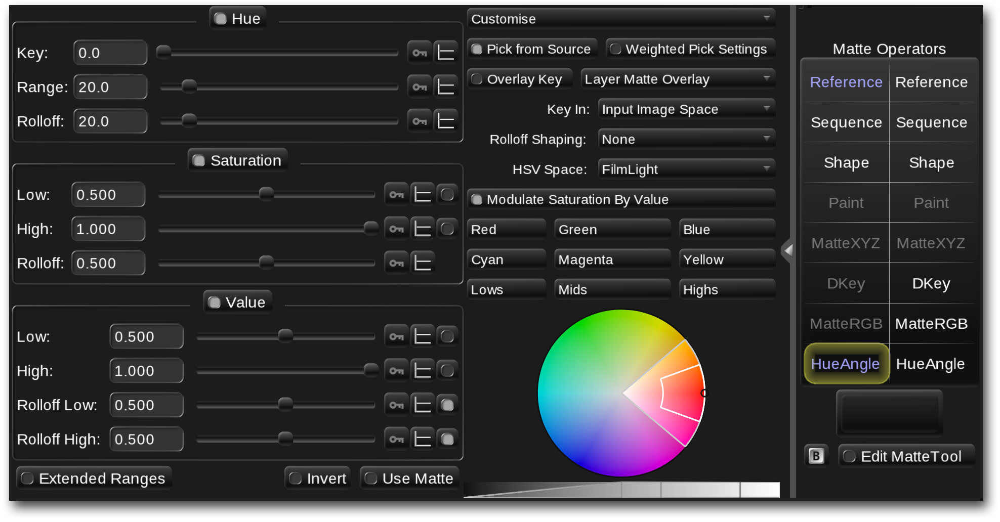 Hue
Key: 0.0
Range: 20.0
Rolloff: 20.0
Saturation
Low: 0.500
High: 1.000
Rolloff: 0.500
Value
Low: 0.500
High: 1.000
Rolloff Low: 0.500
Rolloff High: 0.500
Extended Ranges Invert Use Matte
Customise
Pick from Source Weighted Pick Settings
Overlay Key Layer Matte Overlay
Key In: Input Image Space
Rolloff Shaping: None
HSV Space: FilmLight
Modulate Saturation By Value
Red Green Blue
Cyan Magenta Yellow
Lows Mids Highs
Matte Operators
Reference Reference
Sequence Sequence
Shape Shape
Paint Paint
MatteXYZ MatteXYZ
DKey DKey
MatteRGB MatteRGB
HueAngle HueAngle
B Edit MatteTool